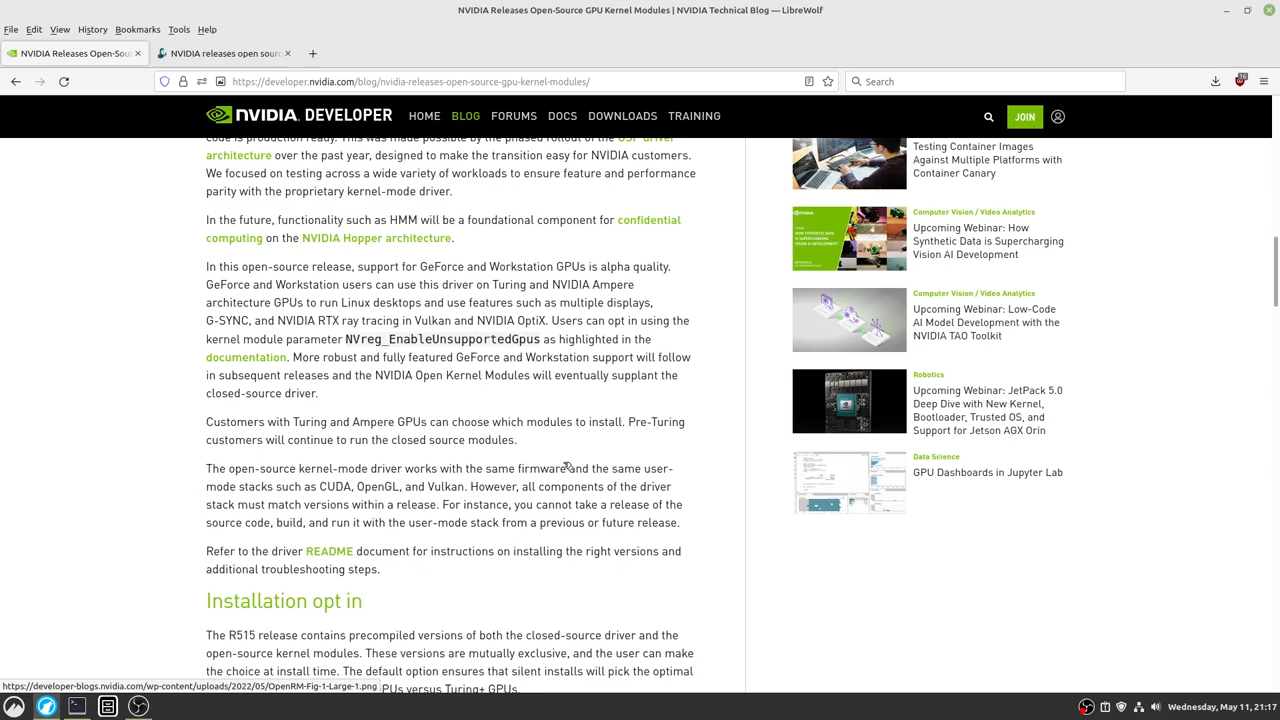 NVIDIA Releases Open-Source GPU Kernel Modules | NVIDIA Technical Blog — LibreWolf
File Edit View History Bookmarks Tools Help
NVIDIA Releases Open-Sour
NVIDIA releases open sour
https://developer.nvidia.com/blog/nvidia-releases-open-source-gpu-kernel-modules/
Search
NVIDIA. DEVELOPER HOME BLOG FORUMS DOCS DOWNLOADS TRAINING JOIN
code is production ready. This was made possible by the phased rollout of the GSP driver
architecture over the past year, designed to make the transition easy for NVIDIA customers.
We focused on testing across a wide variety of workloads to ensure feature and performance
parity with the proprietary kernel-mode driver.
In the future, functionality such as HMM will be a foundational component for confidential
computing on the NVIDIA Hopper architecture.
In this open-source release, support for GeForce and Workstation GPUs is alpha quality.
GeForce and Workstation users can use this driver on Turing and NVIDIA Ampere
architecture GPUs to run Linux desktops and use features such as multiple displays,
G-SYNC, and NVIDIA RTX ray tracing in Vulkan and NVIDIA OptiX. Users can opt in using the
kernel module parameter NVreg_EnableUnsupportedGpus as highlighted in the
documentation. More robust and fully featured GeForce and Workstation support will follow
in subsequent releases and the NVIDIA Open Kernel Modules will eventually supplant the
closed-source driver.
Customers with Turing and Ampere GPUs can choose which modules to install. Pre-Turing
customers will continue to run the closed source modules.
The open-source kernel-mode driver works with the same firmware and the same user-
mode stacks such as CUDA, OpenGL, and Vulkan. However, all components of the driver
stack must match versions within a release. For instance, you cannot take a release of the
source code, build, and run it with the user-mode stack from a previous or future release.
Refer to the driver README document for instructions on installing the right versions and
additional troubleshooting steps.
Installation opt in
The R515 release contains precompiled versions of both the closed-source driver and the
open-source kernel modules. These versions are mutually exclusive, and the user can make
the choice at install time. The default option ensures that silent installs will pick the optimal
PUs versus Turing+ GPUs.
Testing Container Images
Against Multiple Platforms with
Container Canary
Computer Vision / Video Analytics
Upcoming Webinar: How
Synthetic Data is Supercharging
Vision AI Development
Computer Vision / Video Analytics
Upcoming Webinar: Low-Code
AI Model Development with the
NVIDIA TAO Toolkit
Robotics
Upcoming Webinar: JetPack 5.0
Deep Dive with New Kernel,
Bootloader, Trusted OS, and
Support for Jetson AGX Orin
Data Science
GPU Dashboards in Jupyter Lab
https://developer-blogs.nvidia.com/wp-content/uploads/2022/05/OpenRM-Fig-1-Large-1.png
Wednesday, May 11, 21:17